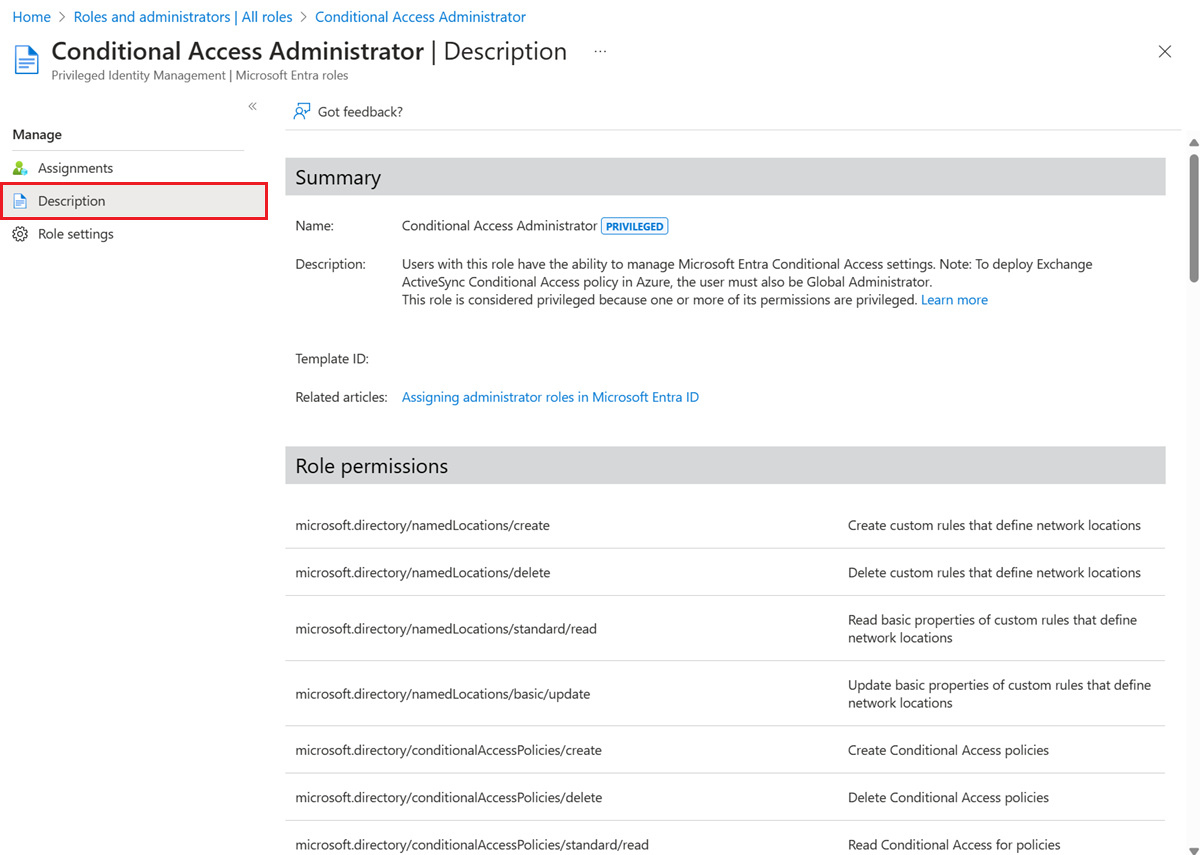 Home > Roles and administrators | All roles > Conditional Access Administrator
Conditional Access Administrator | Description ...
Privileged Identity Management | Microsoft Entra roles
«
Got feedback?
Manage
Assignments
Description
Role settings
Summary
Name: Conditional Access Administrator PRIVILEGED
Description: Users with this role have the ability to manage Microsoft Entra Conditional Access settings. Note: To deploy Exchange
ActiveSync Conditional Access policy in Azure, the user must also be Global Administrator.
This role is considered privileged because one or more of its permissions are privileged. Learn more
Template ID:
Related articles: Assigning administrator roles in Microsoft Entra ID
Role permissions
microsoft.directory/namedLocations/create Create custom rules that define network locations
microsoft.directory/namedLocations/delete Delete custom rules that define network locations
microsoft.directory/namedLocations/standard/read Read basic properties of custom rules that define
network locations
microsoft.directory/namedLocations/basic/update Update basic properties of custom rules that define
network locations
microsoft.directory/conditionalAccessPolicies/create Create Conditional Access policies
microsoft.directory/conditionalAccessPolicies/delete Delete Conditional Access policies
microsoft.directory/conditionalAccessPolicies/standard/read Read Conditional Access for policies